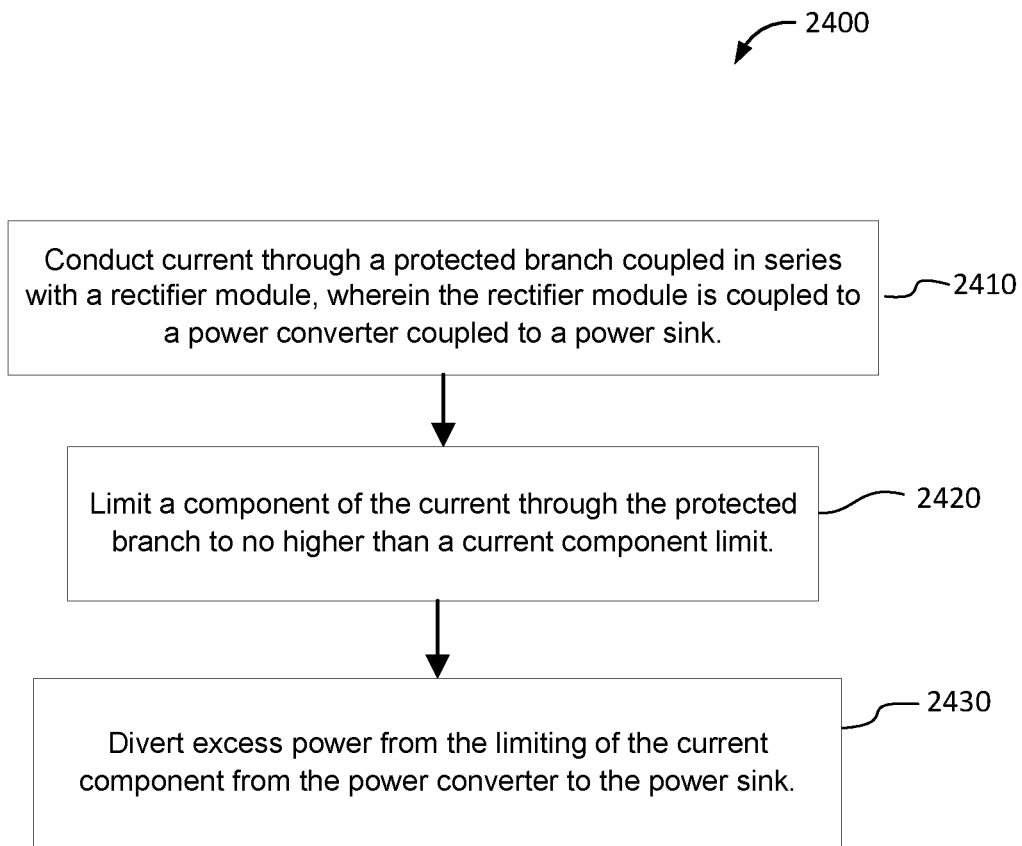 2400
Conduct current through a protected branch coupled in series
with a rectifier module, wherein the rectifier module is coupled to
a power converter coupled to a power sink.
2410
Limit a component of the current through the protected
branch to no higher than a current component limit.
2420
Divert excess power from the limiting of the current
component from the power converter to the power sink.
2430